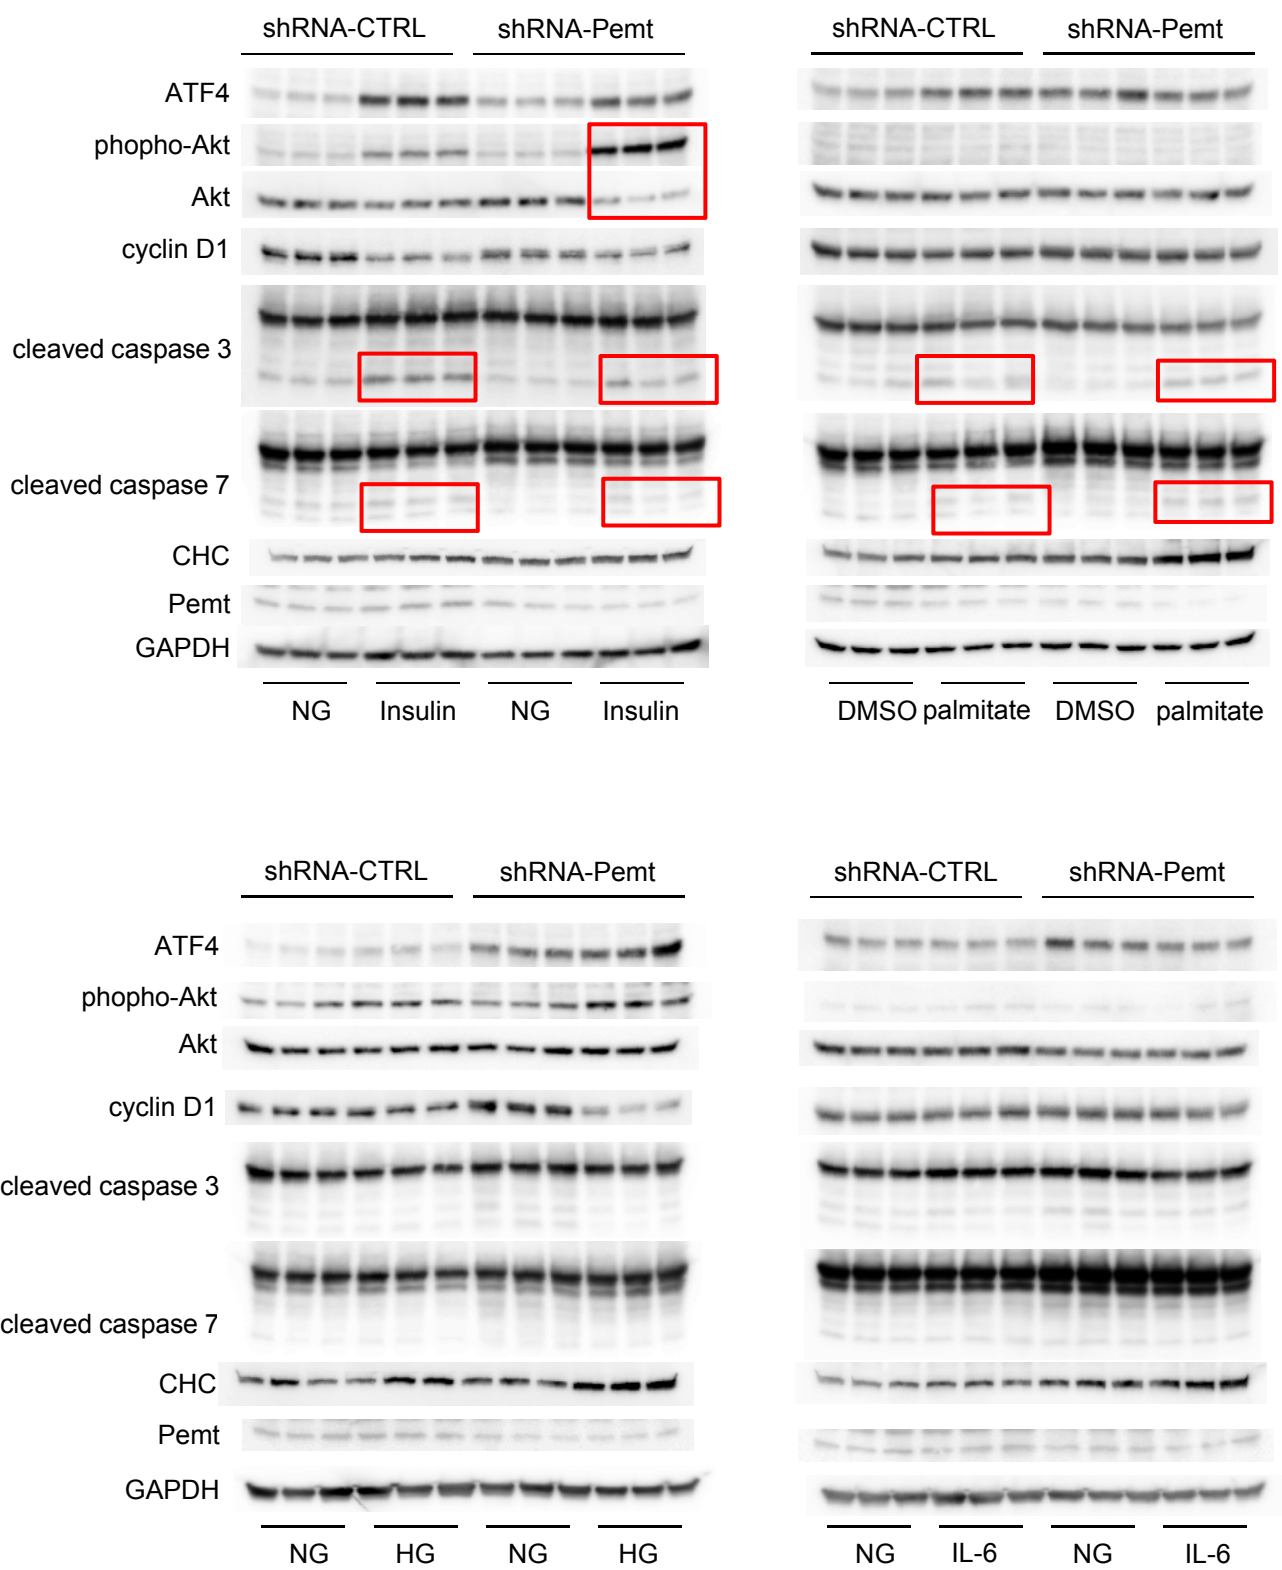 shRNA-CTRL shRNA-Pemt
ATF4
phopho-Akt
Akt
cyclin D1
cleaved caspase 3
cleaved caspase 7
CHC
Pemt
GAPDH
NG Insulin NG Insulin
shRNA-CTRL shRNA-Pemt
DMSO palmitate DMSO palmitate
shRNA-CTRL shRNA-Pemt
ATF4
phopho-Akt
Akt
cyclin D1
cleaved caspase 3
cleaved caspase 7
CHC
Pemt
GAPDH
NG HG NG HG
shRNA-CTRL shRNA-Pemt
NG IL-6 NG IL-6